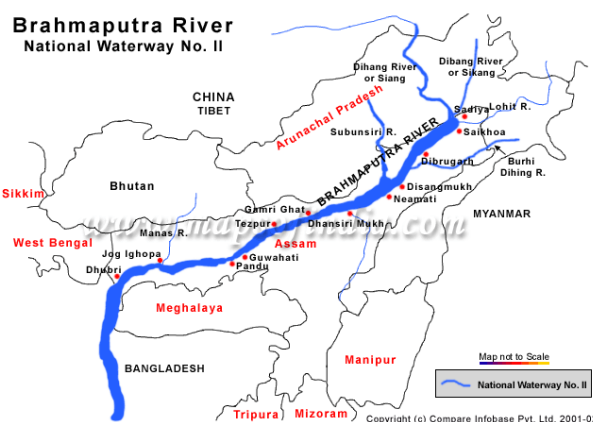 Brahmaputra River
National Waterway No. II
Dihang River
or Siang
Dibang River
or Sikang
CHINA
TIBET
Arunachal Pradesh
Sadiya
Lohit R.
Subunsiri R.
BRAHMAPUTRA RIVER
Saikhoa
Dibrugarh
Burhi
Dihing R.
Sikkim
Bhutan
Disangmukh
Neamati
Gamri Ghat
Dhansiri Mukh
MYANMAR
www.mapsofindia.com
Tezpur
Manas R.
West Bengal
Assam
Jog Ighopa
Guwahati
Pandu
Dhubri
Meghalaya
BANGLADESH
Manipur
Map not to Scale
National Waterway No. II
Tripura
Mizoram
Copyright (c) Compare Infobase Pvt. Ltd. 2001-02